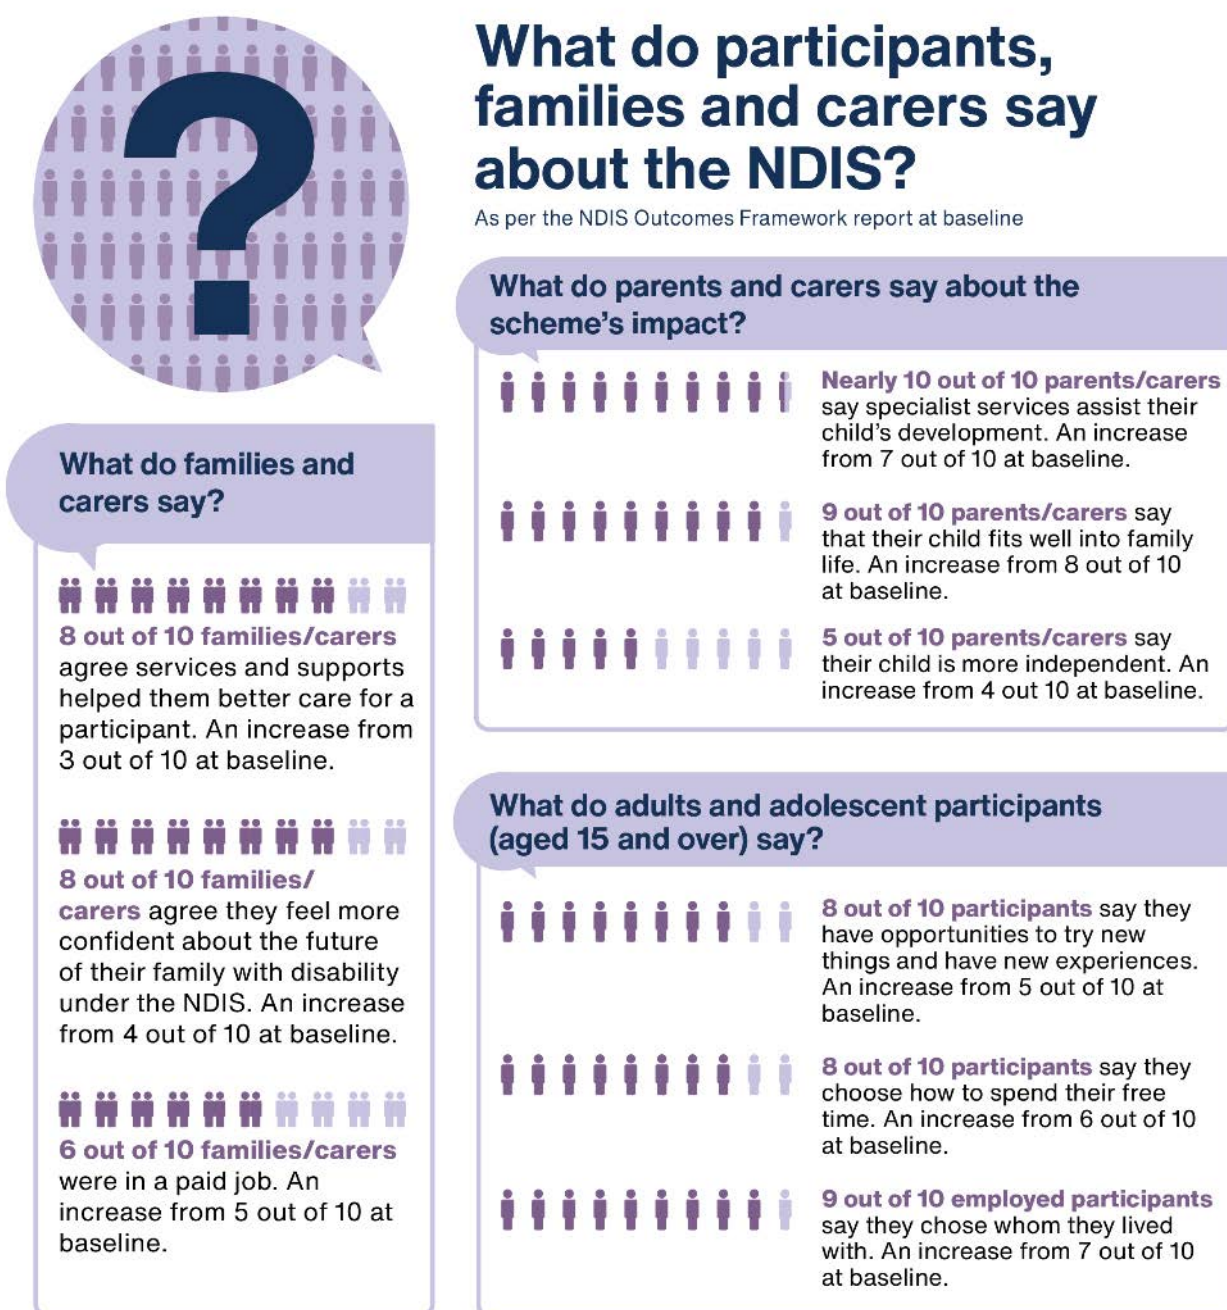 What do participants,
families and carers say
about the NDIS?
As per the NDIS Outcomes Framework report at baseline
What do families and
carers say?
8 out of 10 families/carers
agree services and supports
helped them better care for a
participant. An increase from
3 out of 10 at baseline.
8 out of 10 families/
carers agree they feel more
confident about the future
of their family with disability
under the NDIS. An increase
from 4 out of 10 at baseline.
6 out of 10 families/carers
were in a paid job. An
increase from 5 out of 10 at
baseline.
What do parents and carers say about the
scheme's impact?
Nearly 10 out of 10 parents/carers
say specialist services assist their
child's development. An increase
from 7 out of 10 at baseline.
9 out of 10 parents/carers say
that their child fits well into family
life. An increase from 8 out of 10
at baseline.
5 out of 10 parents/carers say
their child is more independent. An
increase from 4 out 10 at baseline.
What do adults and adolescent participants
(aged 15 and over) say?
8 out of 10 participants say they
have opportunities to try new
things and have new experiences.
An increase from 5 out of 10 at
baseline.
8 out of 10 participants say they
choose how to spend their free
time. An increase from 6 out of 10
at baseline.
9 out of 10 employed participants
say they chose whom they lived
with. An increase from 7 out of 10
at baseline.